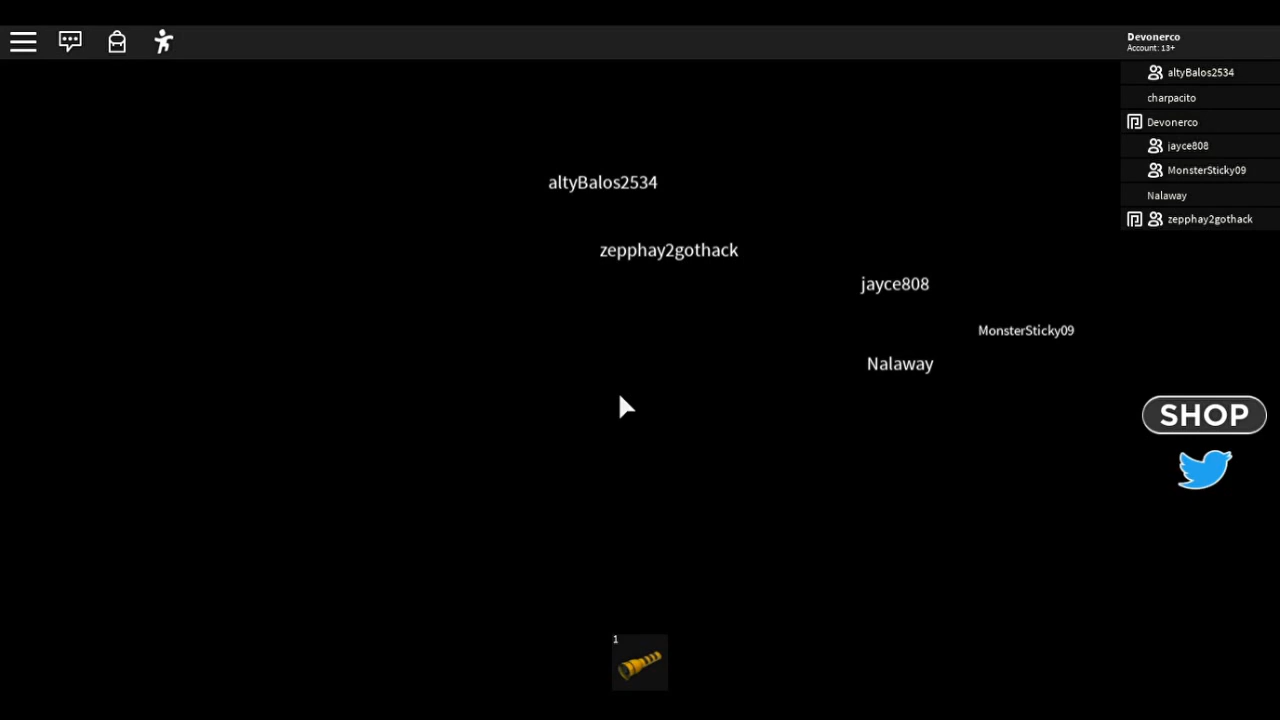 Devonerco
Account: 13+
altyBalos2534
charpacito
Devonerco
jayce808
MonsterSticky09
Nalaway
zepphay2gothack
altyBalos2534
zepphay2gothack
jayce808
MonsterSticky09
Nalaway
SHOP
1